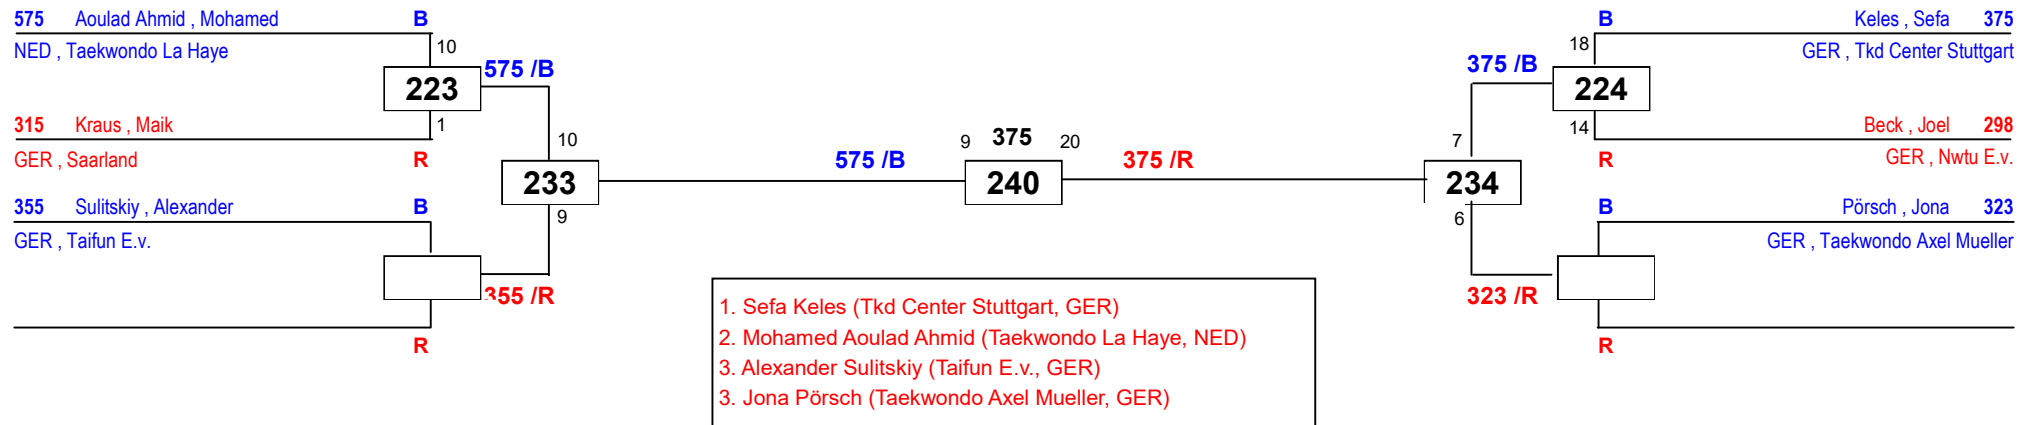 575 Aoulad Ahmid , Mohamed B
NED , Taekwondo La Haye
10
223
575 /B
1
315 Kraus , Maik
GER , Saarland R
355 Sulitskiy , Alexander B
GER , Taifun E.v.
355 /R
R
10
233
9
575 /B
9 375 20
240
375 /R
7
234
6
B Keles , Sefa 375
GER , Tkd Center Stuttgart
18
375 /B
224
14
Beck , Joel 298
R GER , Nwtu E.v.
B Pörsch , Jona 323
GER , Taekwondo Axel Mueller
323 /R
R
1. Sefa Keles (Tkd Center Stuttgart, GER)
2. Mohamed Aoulad Ahmid (Taekwondo La Haye, NED)
3. Alexander Sulitskiy (Taifun E.v., GER)
3. Jona Pörsch (Taekwondo Axel Mueller, GER)